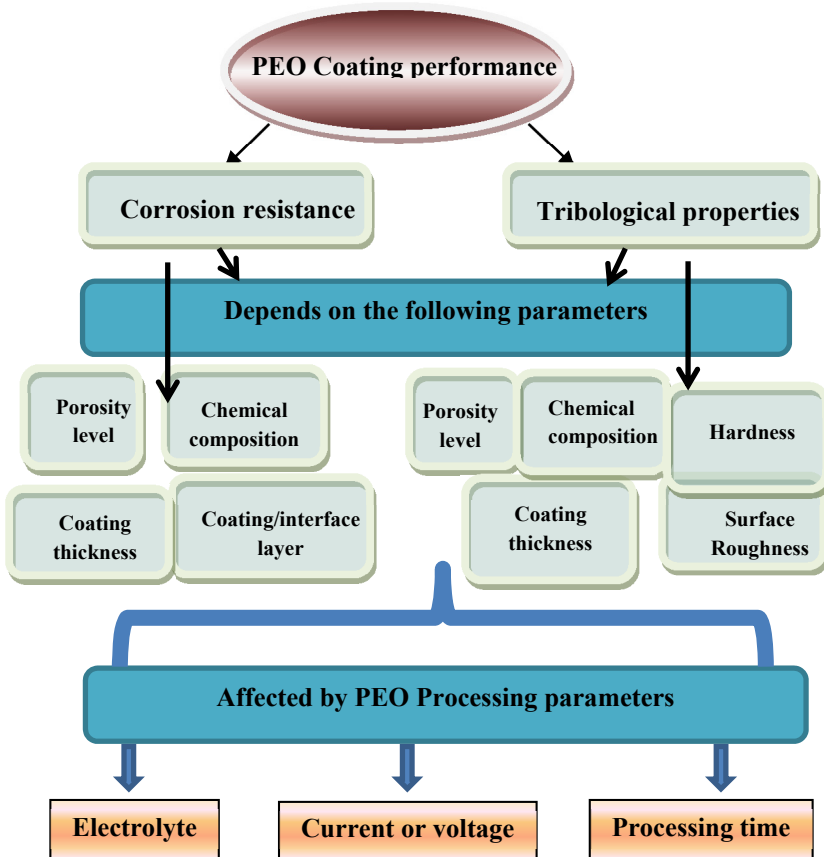 PEO Coating performance
Corrosion resistance
Tribological properties
Depends on the following parameters
Porosity
level
Chemical
composition
Porosity
level
Chemical
composition
Hardness
Coating
thickness
Coating/interface
layer
Coating
thickness
Surface
Roughness
Affected by PEO Processing parameters
Electrolyte
Current or voltage
Processing time